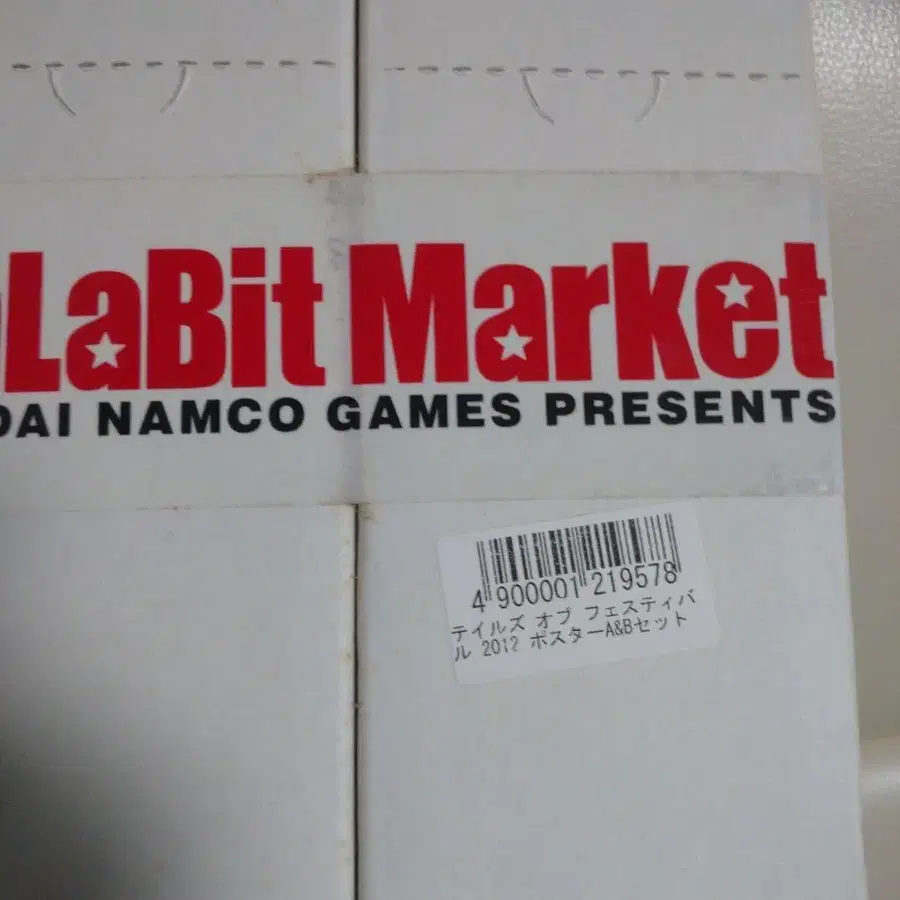 LaBit Market
DAI NAMCO GAMES PRESENTS
4 900001 219578
テイルズ オブ フェスティバ
ル 2012 ポスターA&Bセット